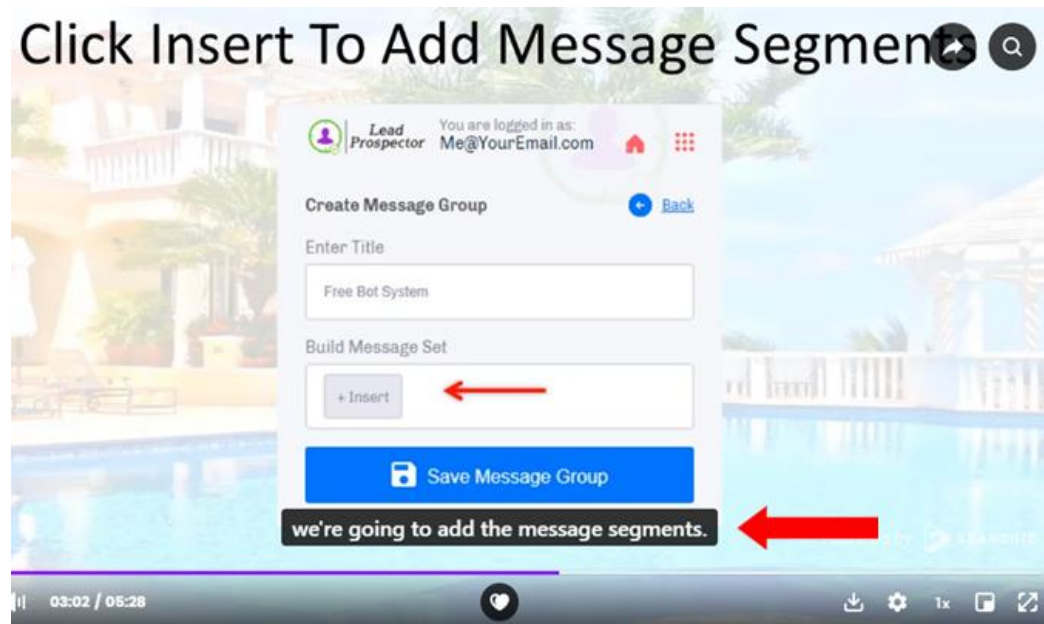 Click Insert To Add Message Segments
Lead
Prospector
You are logged in as:
Me@YourEmail.com
Create Message Group
Back
Enter Title
Free Bot System
Build Message Set
+ Insert
Save Message Group
we're going to add the message segments.
03:02 / 05:28
1x